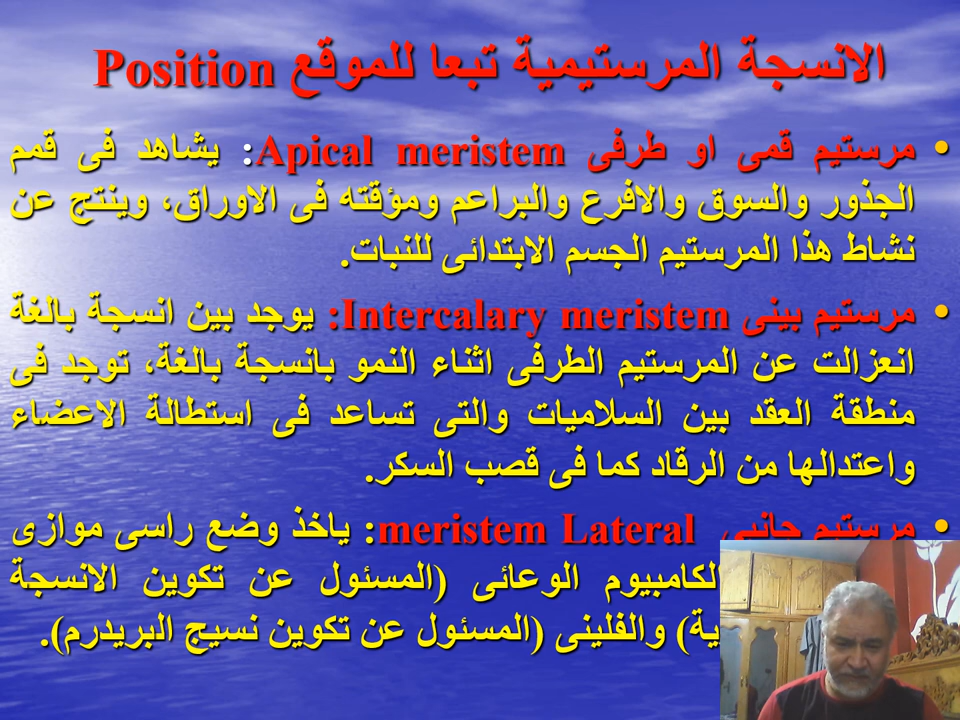 الانسجة المرستيمية تبعا للموقع Position
• مرستيم قمى او طرفى Apical meristem: يشاهد فى قمم
الجذور والسوق والافرع والبراعم ومؤقته فى الاوراق، وينتج عن
نشاط هذا المرستيم الجسم الابتدائى للنبات.
• مرستيم بينى Intercalary meristem: يوجد بين انسجة بالغة
انعزالت عن المرستيم الطرفى اثناء النمو بانسجة بالغة، توجد فى
منطقة العقد بين السلاميات والتى تساعد فى استطالة الاعضاء
واعتدالها من الرقاد كما فى قصب السكر.
• مرستيم جانبى meristem Lateral: ياخذ وضع راسى موازى
الكامبيوم الوعائى (المسئول عن تكوين الانسجة
والفلينى (المسئول عن تكوين نسيج البريدرم).